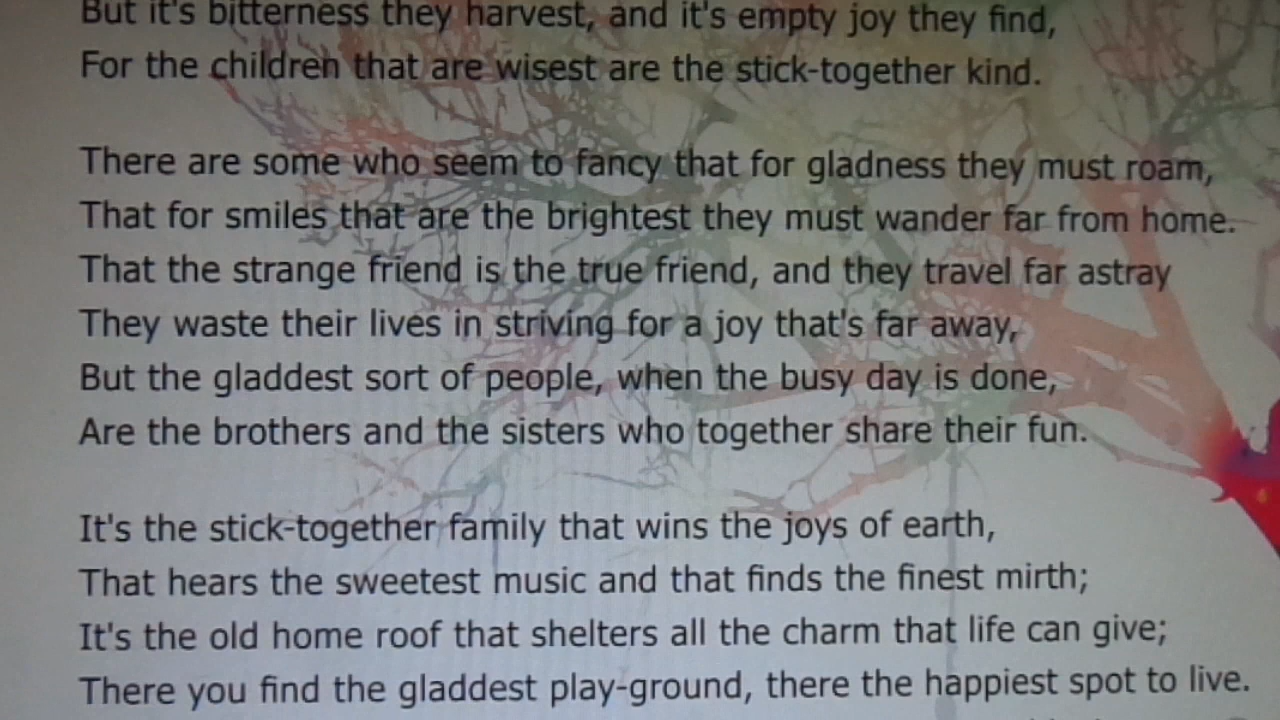 But it's bitterness they harvest, and it's empty joy they find,
For the children that are wisest are the stick-together kind.
There are some who seem to fancy that for gladness they must roam,
That for smiles that are the brightest they must wander far from home.
That the strange friend is the true friend, and they travel far astray
They waste their lives in striving for a joy that's far away,
But the gladdest sort of people, when the busy day is done,
Are the brothers and the sisters who together share their fun.
It's the stick-together family that wins the joys of earth,
That hears the sweetest music and that finds the finest mirth;
It's the old home roof that shelters all the charm that life can give;
There you find the gladdest play-ground, there the happiest spot to live.